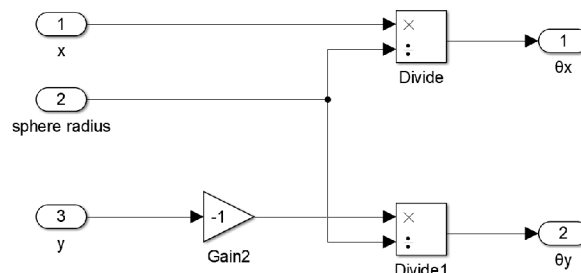 1
x
×
÷
Divide
1
θx
2
sphere radius
3
y
-1
Gain2
×
÷
Divide1
2
θy